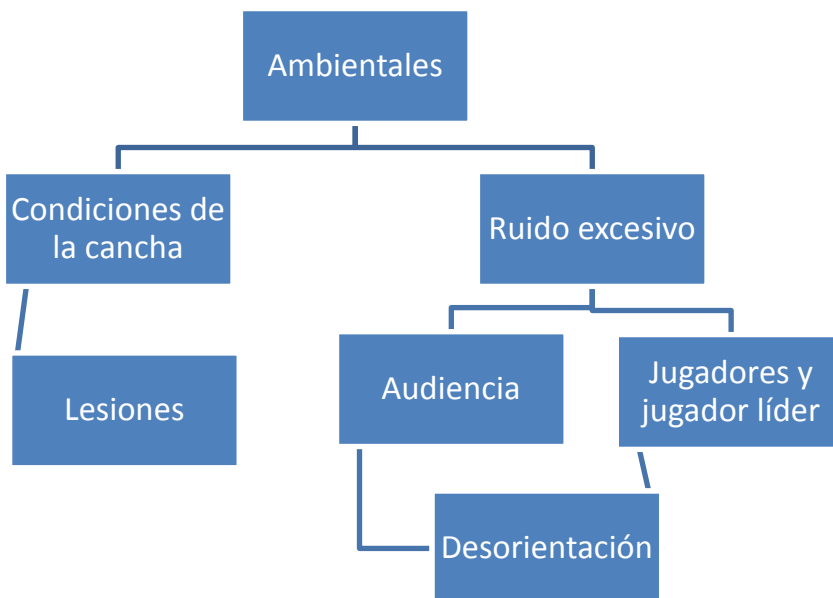 Ambientales
Condiciones de
la cancha
Ruido excesivo
Lesiones
Audiencia
Jugadores y
jugador líder
Desorientación